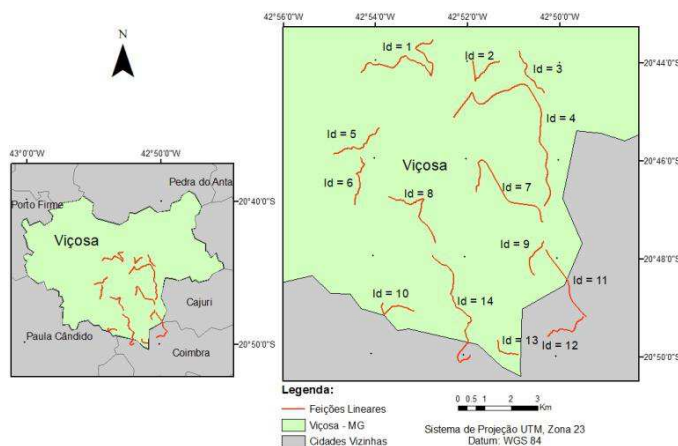 N
43°0'0"W 42°50'0"W
Pedra do Anta
Porto Firme
20°40'0"S
Viçosa
Cajuri
Paula Cândido
20°50'0"S
Coimbra
42°56'0"W 42°54'0"W 42°52'0"W 42°50'0"W
Id = 1
Id = 2
20°44'0"S
Id = 3
Id = 4
Id = 5
20°46'0"S
Viçosa
Id = 6
Id = 7
Id = 8
Id = 9
20°48'0"S
Id = 11
Id = 10
Id = 14
Id = 13
Id = 12
20°50'0"S
Legenda:
Feições Lineares
Viçosa - MG
Cidades Vizinhas
0 0.5 1 2 3
Km
Sistema de Projeção UTM, Zona 23
Datum: WGS 84